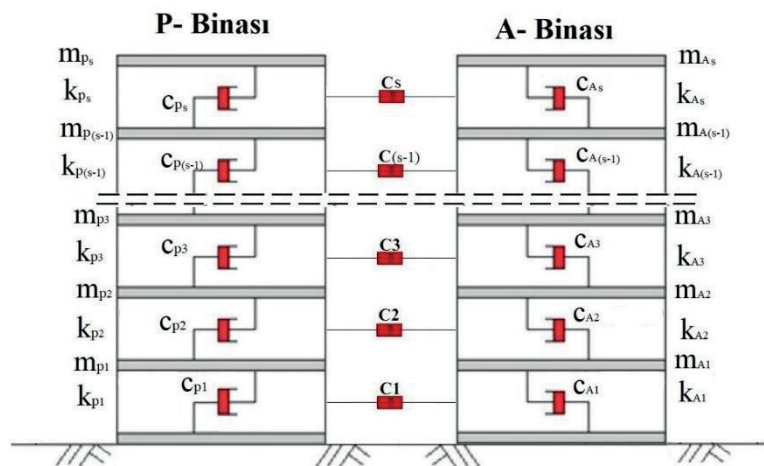 P- Binası A- Binası
mPs mAs
kPs cPs Cs cAs kAs
mP(s-1) mA(s-1)
kP(s-1) cP(s-1) C(s-1) cA(s-1) kA(s-1)
mP3 mA3
kP3 cP3 C3 cA3 kA3
mP2 mA2
kP2 cP2 C2 cA2 kA2
mP1 mA1
kP1 cP1 C1 cA1 kA1